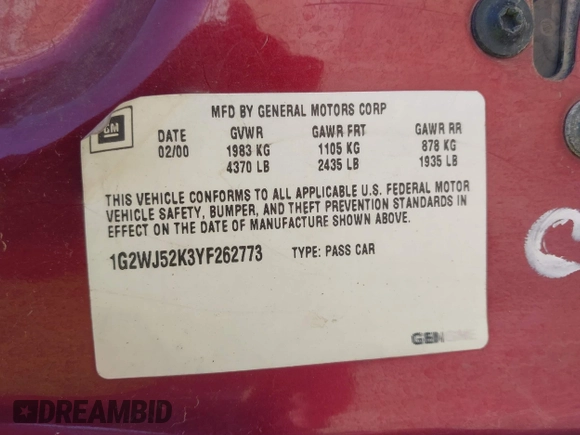 MFD BY GENERAL MOTORS CORP
GM
DATE GVWR GAWR FRT GAWR RR
02/00 1983 KG 1105 KG 878 KG
4370 LB 2435 LB 1935 LB
THIS VEHICLE CONFORMS TO ALL APPLICABLE U.S. FEDERAL MOTOR
VEHICLE SAFETY, BUMPER, AND THEFT PREVENTION STANDARDS IN
EFFECT ON THE DATE OF MANUFACTURE SHOWN ABOVE.
1G2WJ52K3YF262773 TYPE: PASS CAR
DREAMBID